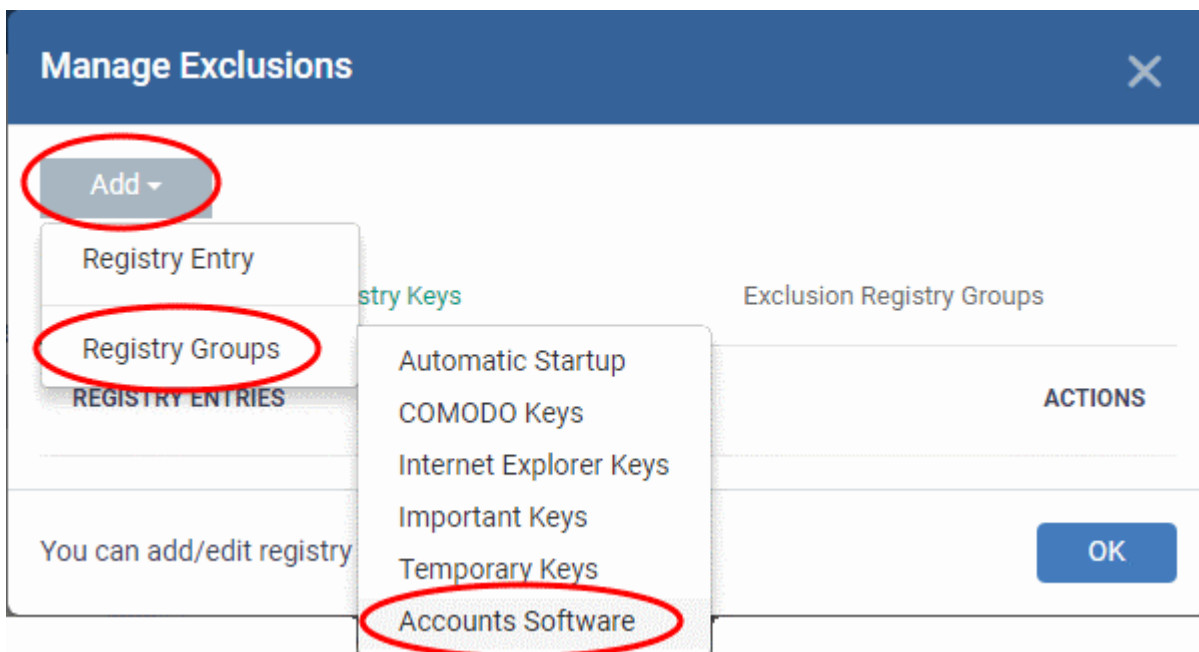 Manage Exclusions
Add
Registry Entry
stry Keys
Exclusion Registry Groups
Registry Groups
Automatic Startup
REGISTRY ENTRIES
ACTIONS
COMODO Keys
Internet Explorer Keys
Important Keys
You can add/edit registry
OK
Temporary Keys
Accounts Software